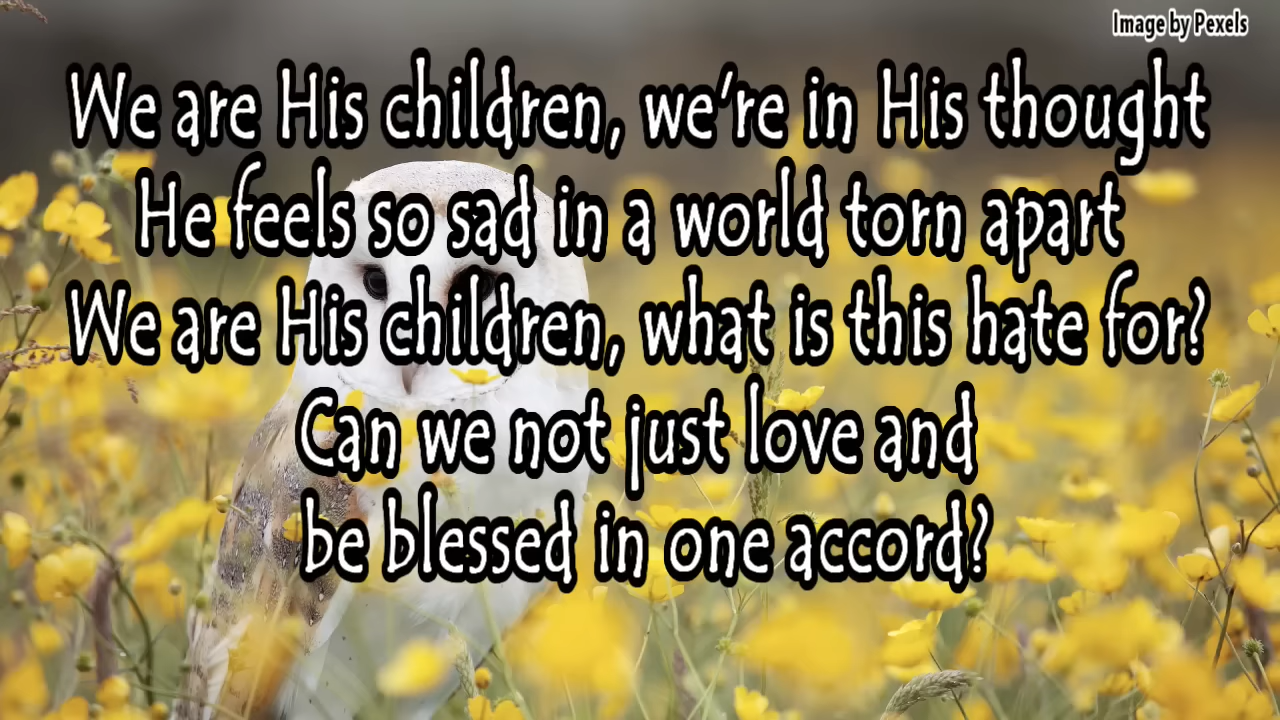 Image by Pexels
We are His children, we're in His thought
He feels so sad in a world torn apart
We are His children, what is this hate for?
Can we not just love and
be blessed in one accord?